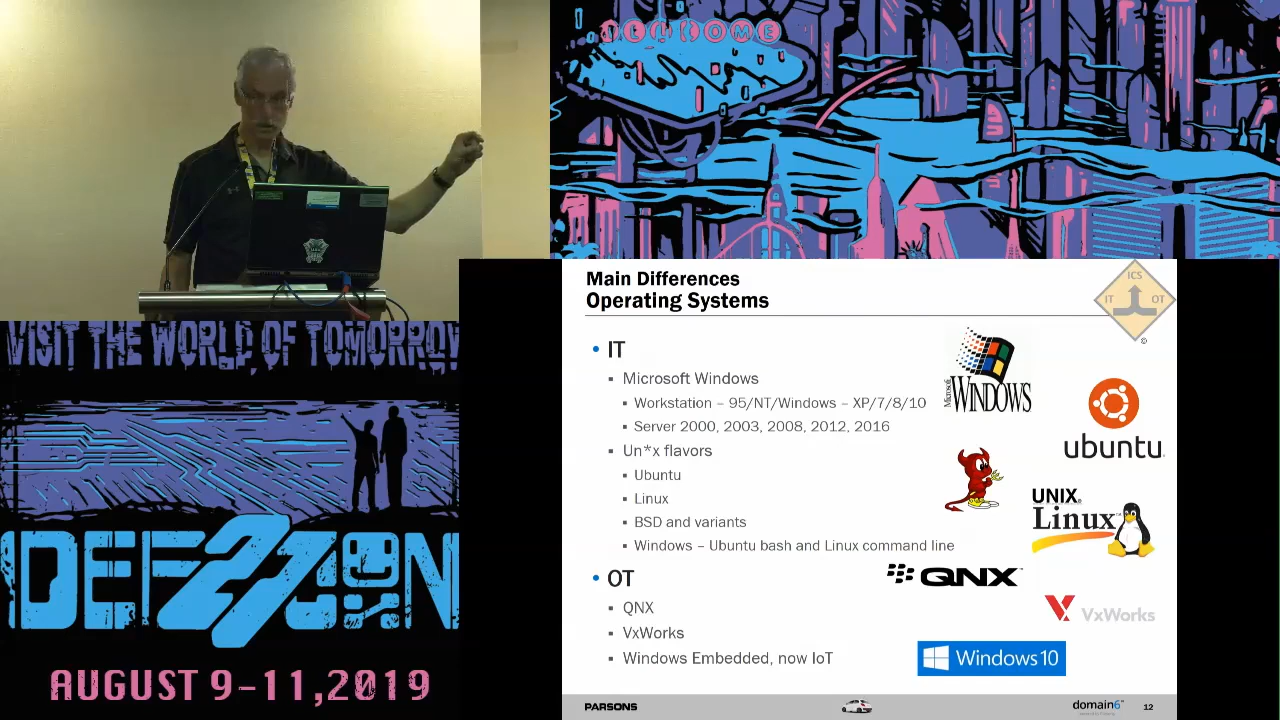 WELCOME
VISIT THE WORLD OF TOMORROW
DEF CON
27
AUGUST 9-11,2019
Main Differences
Operating Systems
ICS
IT OT
©
• IT
▪ Microsoft Windows
▪ Workstation – 95/NT/Windows – XP/7/8/10
▪ Server 2000, 2003, 2008, 2012, 2016
▪ Un*x flavors
▪ Ubuntu
▪ Linux
▪ BSD and variants
▪ Windows – Ubuntu bash and Linux command line
• OT
▪ QNX
▪ VxWorks
▪ Windows Embedded, now IoT
Microsoft WINDOWS
ubuntu
UNIX
Linux
QNX
VxWorks
Windows 10
PARSONS
domain6
12